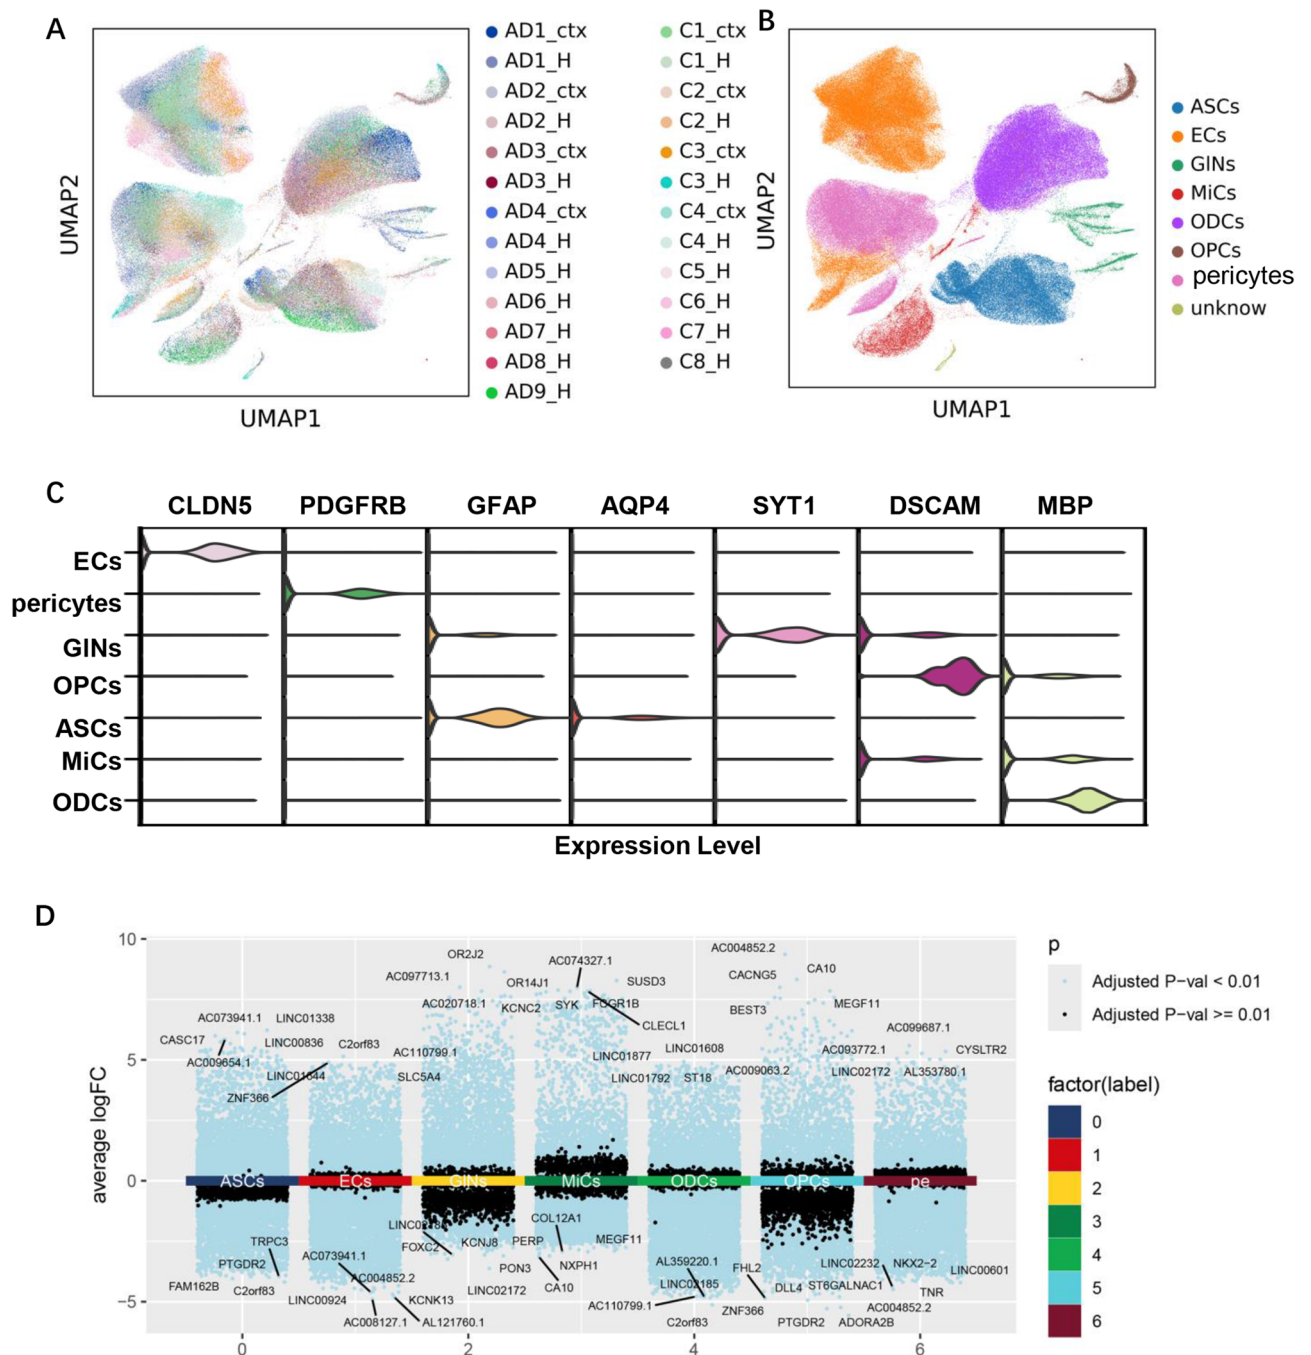 A
AD1_ctx
AD1_H
AD2_ctx
AD2_H
AD3_ctx
AD3_H
AD4_ctx
AD4_H
AD5_H
AD6_H
AD7_H
AD8_H
AD9_H
C1_ctx
C1_H
C2_ctx
C2_H
C3_ctx
C3_H
C4_ctx
C4_H
C5_H
C6_H
C7_H
C8_H
UMAP2
UMAP1
B
ASCs
ECs
GINs
MiCs
ODCs
OPCs
pericytes
unknow
UMAP2
UMAP1
C
CLDN5 PDGFRB GFAP AQP4 SYT1 DSCAM MBP
ECs
pericytes
GINs
OPCs
ASCs
MiCs
ODCs
Expression Level
D
average logFC
10
5
0
−5
0 2 4 6
OR2J2
AC074327.1
AC004852.2
AC097713.1
OR14J1
SUSD3
CACNG5
CA10
AC020718.1
KCNC2
SYK
FCGR1B
BEST3
MEGF11
AC073941.1
LINC01338
CLECL1
AC099687.1
CASC17
LINC00836
C2orf83
AC110799.1
LINC01877
LINC01608
AC093772.1
CYSLTR2
AC009654.1
LINC01644
SLC5A4
LINC01792
ST18
AC009063.2
LINC02172
AL353780.1
ZNF366
ASCs ECs GINs MiCs ODCs OPCs pe
COL12A1
TRPC3
AC073941.1
FOXC2
KCNJ8
PERP
MEGF11
PTGDR2
AC004852.2
PON3
NXPH1
AL359220.1
FHL2
LINC02232
NKX2−2
LINC00601
FAM162B
C2orf83
LINC00924
KCNK13
LINC02172
CA10
LINC02185
DLL4
ST6GALNAC1
TNR
AC110799.1
ZNF366
AC004852.2
AC008127.1
AL121760.1
C2orf83
PTGDR2
ADORA2B
p
Adjusted P−val < 0.01
Adjusted P−val >= 0.01
factor(label)
0
1
2
3
4
5
6